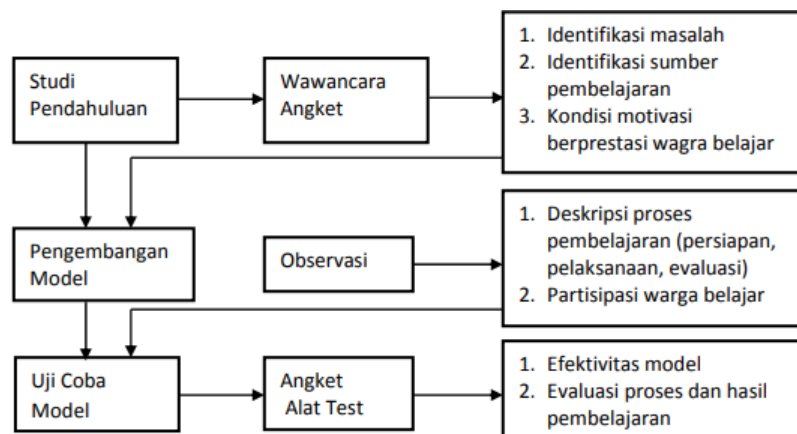 Studi
Pendahuluan
Wawancara
Angket
1. Identifikasi masalah
2. Identifikasi sumber
pembelajaran
3. Kondisi motivasi
berprestasi wagra belajar
Pengembangan
Model
Observasi
1. Deskripsi proses
pembelajaran (persiapan,
pelaksanaan, evaluasi)
2. Partisipasi warga belajar
Uji Coba
Model
Angket
Alat Test
1. Efektivitas model
2. Evaluasi proses dan hasil
pembelajaran